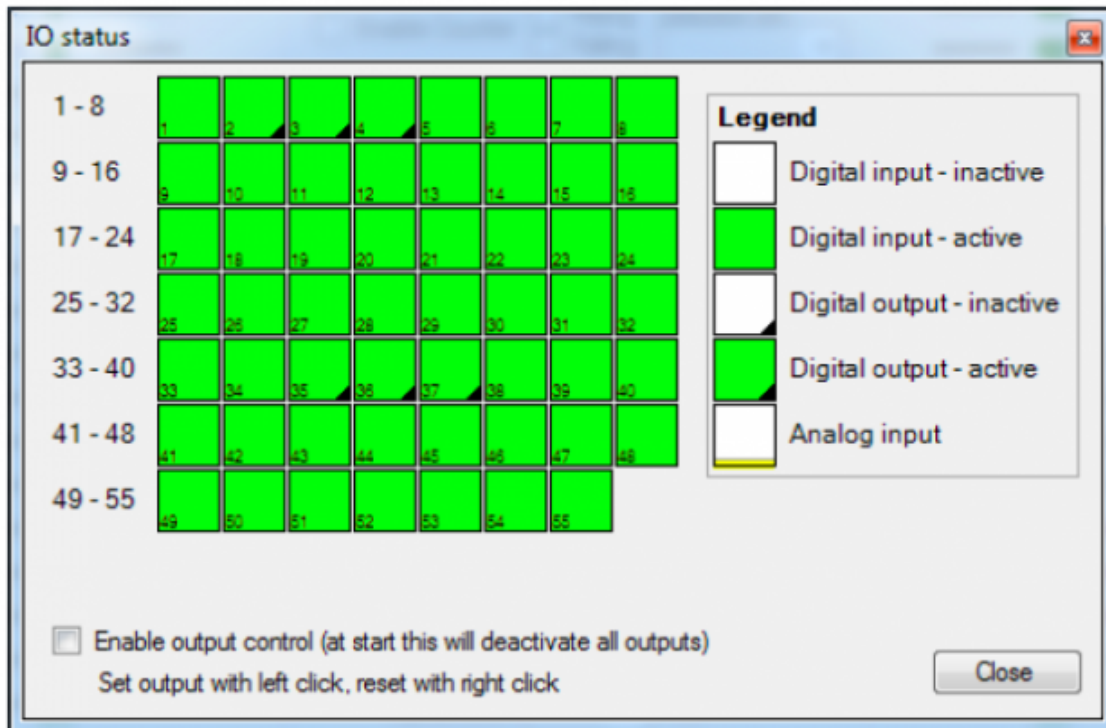 IO status
x
1 - 8
1 2 3 4 5 6 7 8
9 - 16
9 10 11 12 13 14 15 16
17 - 24
17 18 19 20 21 22 23 24
25 - 32
25 26 27 28 29 30 31 32
33 - 40
33 34 35 36 37 38 39 40
41 - 48
41 42 43 44 45 46 47 48
49 - 55
49 50 51 52 53 54 55
Legend
Digital input - inactive
Digital input - active
Digital output - inactive
Digital output - active
Analog input
Enable output control (at start this will deactivate all outputs)
Set output with left click, reset with right click
Close